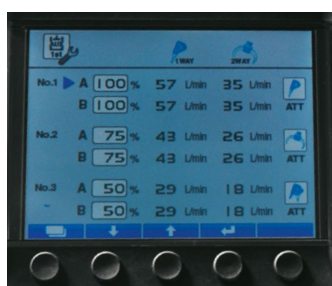 1st 1WAY 2WAY
No.1 A 100 % 57 L/min 35 L/min
B 100 % 57 L/min 35 L/min ATT
No.2 A 75 % 43 L/min 26 L/min
B 75 % 43 L/min 26 L/min ATT
No.3 A 50 % 29 L/min 18 L/min
B 50 % 29 L/min 18 L/min ATT